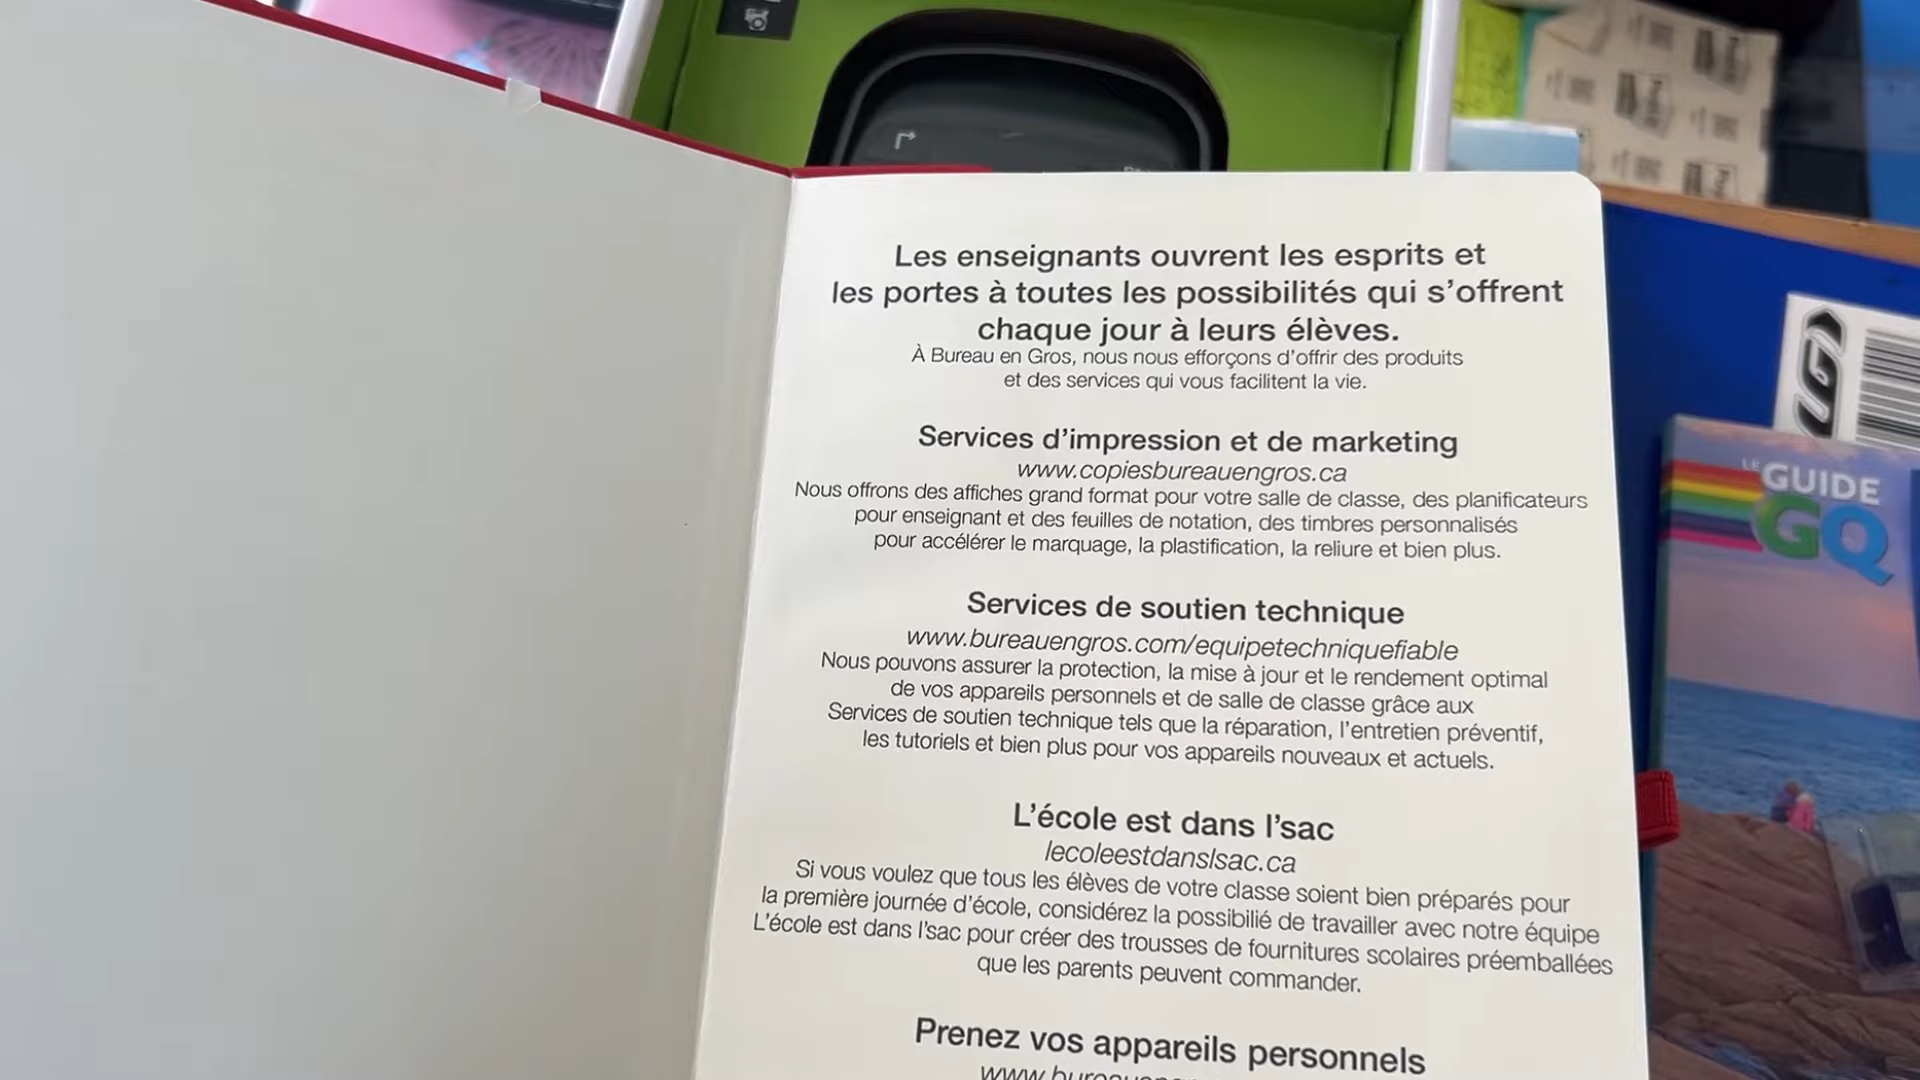 Les enseignants ouvrent les esprits et
les portes à toutes les possibilités qui s'offrent
chaque jour à leurs élèves.
À Bureau en Gros, nous nous efforçons d'offrir des produits
et des services qui vous facilitent la vie.
Services d'impression et de marketing
www.copiesbureauengros.ca
Nous offrons des affiches grand format pour votre salle de classe, des planificateurs
pour enseignant et des feuilles de notation, des timbres personnalisés
pour accélérer le marquage, la plastification, la reliure et bien plus.
Services de soutien technique
www.bureauengros.com/equipetechniquefiable
Nous pouvons assurer la protection, la mise à jour et le rendement optimal
de vos appareils personnels et de salle de classe grâce aux
Services de soutien technique tels que la réparation, l'entretien préventif,
les tutoriels et bien plus pour vos appareils nouveaux et actuels.
L'école est dans l'sac
lecoleestdanslsac.ca
Si vous voulez que tous les élèves de votre classe soient bien préparés pour
la première journée d'école, considérez la possibilié de travailler avec notre équipe
L'école est dans l'sac pour créer des trousses de fournitures scolaires préemballées
que les parents peuvent commander.
Prenez vos appareils personnels
LE GUIDE
GQ